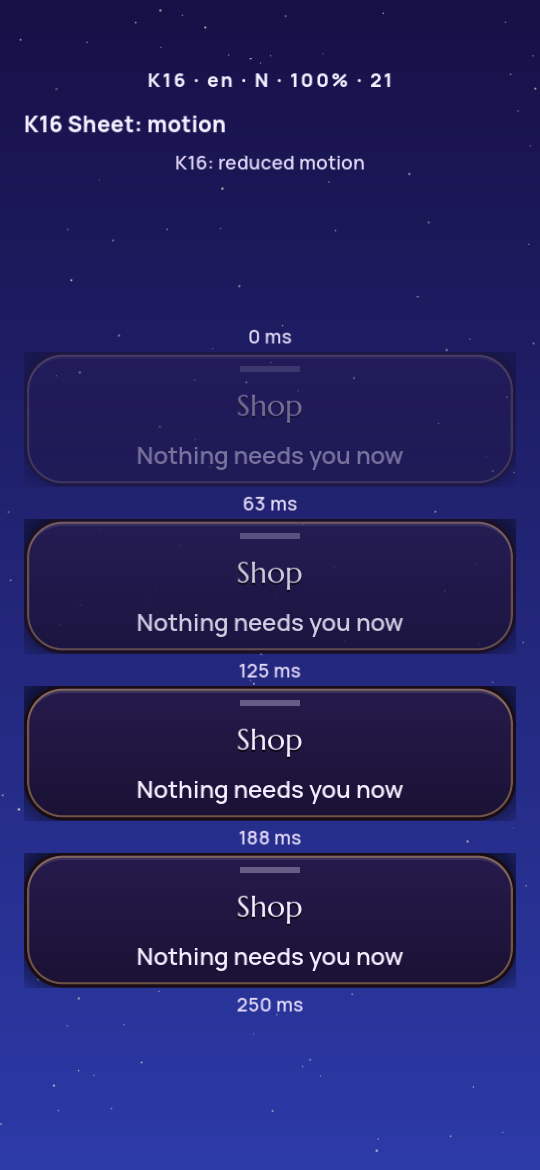 K16 · en · N · 100% · 21
K16 Sheet: motion
K16: reduced motion
0 ms
Shop
Nothing needs you now
63 ms
Shop
Nothing needs you now
125 ms
Shop
Nothing needs you now
188 ms
Shop
Nothing needs you now
250 ms